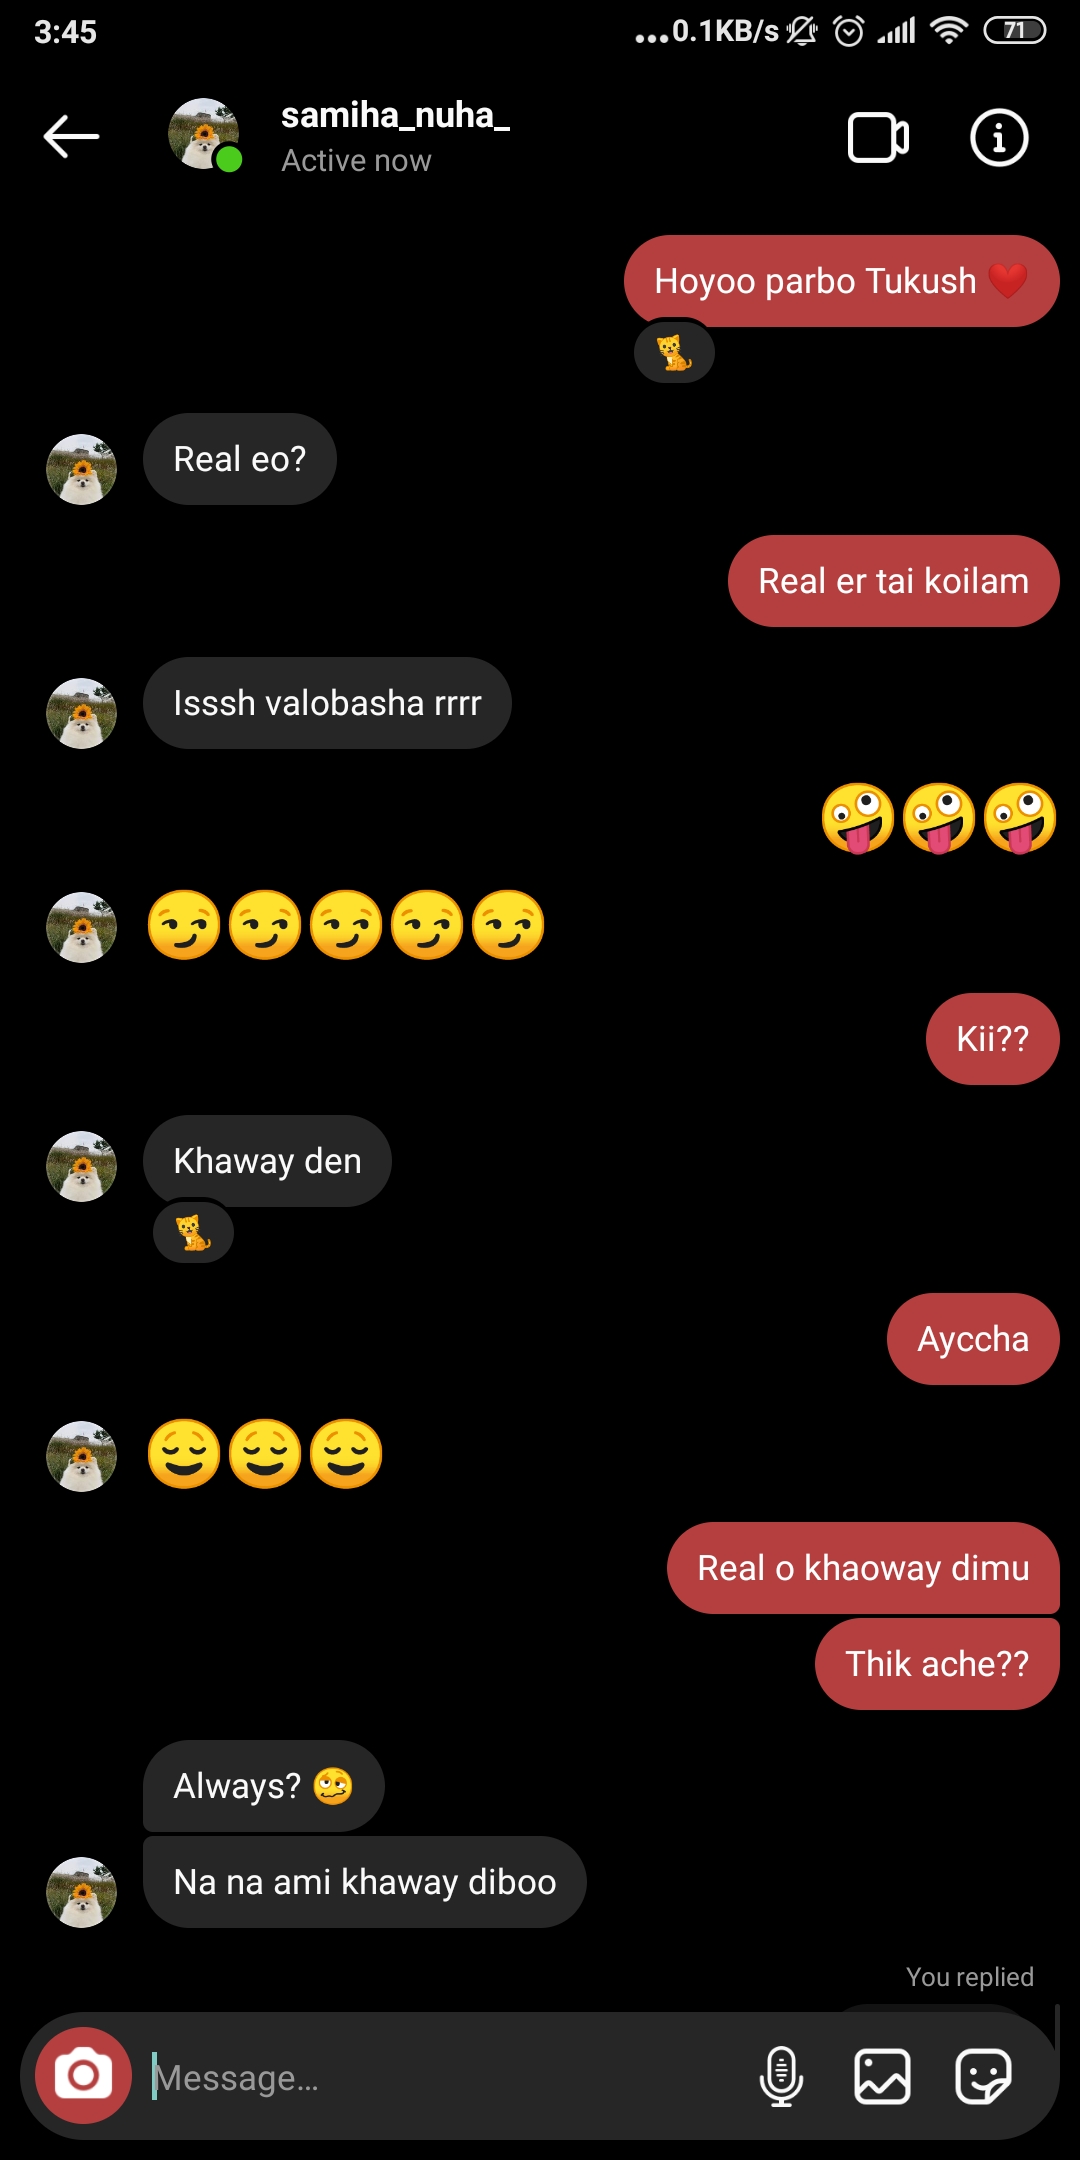 3:45
...0.1KB/s
71
samiha_nuha_
Active now
Hoyoo parbo Tukush ❤️
🐈
Real eo?
Real er tai koilam
Isssh valobasha rrrr
🤪🤪🤪
😏😏😏😏😏
Kii??
Khaway den
🐈
Ayccha
😌😌😌
Real o khaoway dimu
Thik ache??
Always? 🥴
Na na ami khaway diboo
You replied
Message...